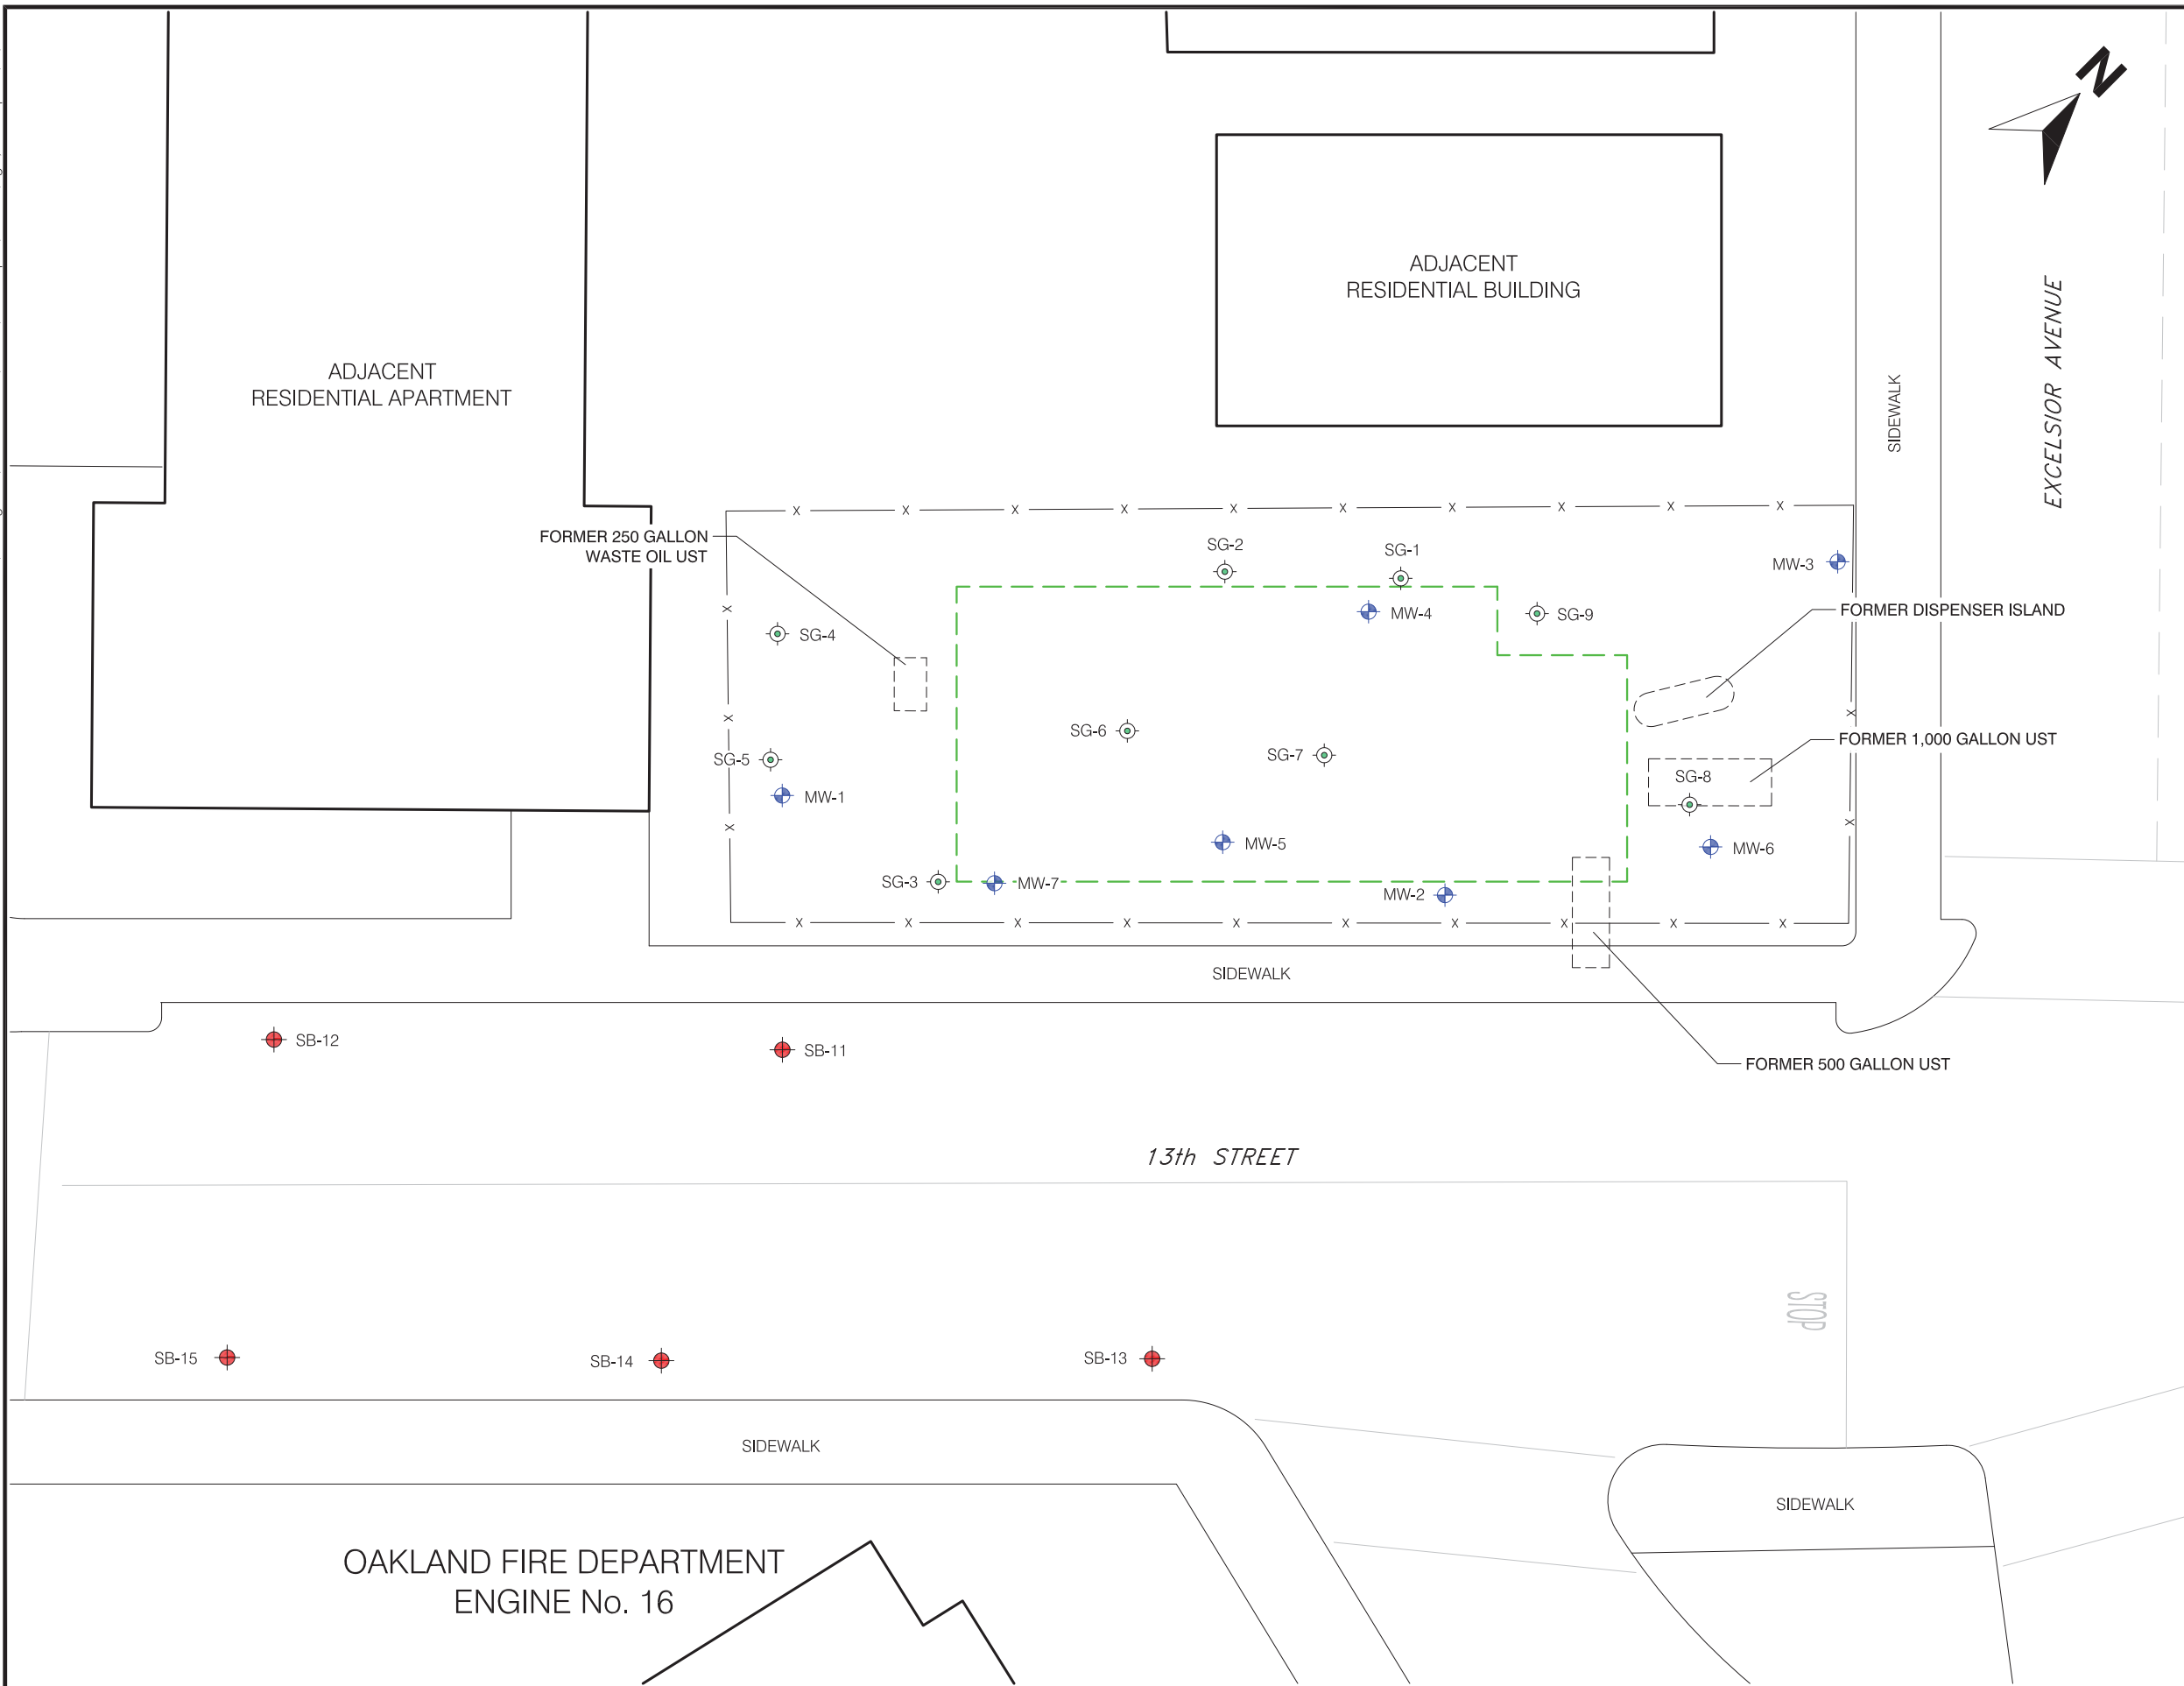 N
ADJACENT
RESIDENTIAL BUILDING
EXCELSIOR AVENUE
SIDEWALK
ADJACENT
RESIDENTIAL APARTMENT
FORMER 250 GALLON
WASTE OIL UST
SG-2
SG-1
MW-3
MW-4
SG-9
FORMER DISPENSER ISLAND
SG-4
SG-6
SG-7
FORMER 1,000 GALLON UST
SG-5
SG-8
MW-1
MW-5
MW-6
SG-3
MW-7
MW-2
SIDEWALK
SB-12
SB-11
FORMER 500 GALLON UST
13th STREET
STOP
SB-15
SB-14
SB-13
SIDEWALK
SIDEWALK
OAKLAND FIRE DEPARTMENT
ENGINE No. 16